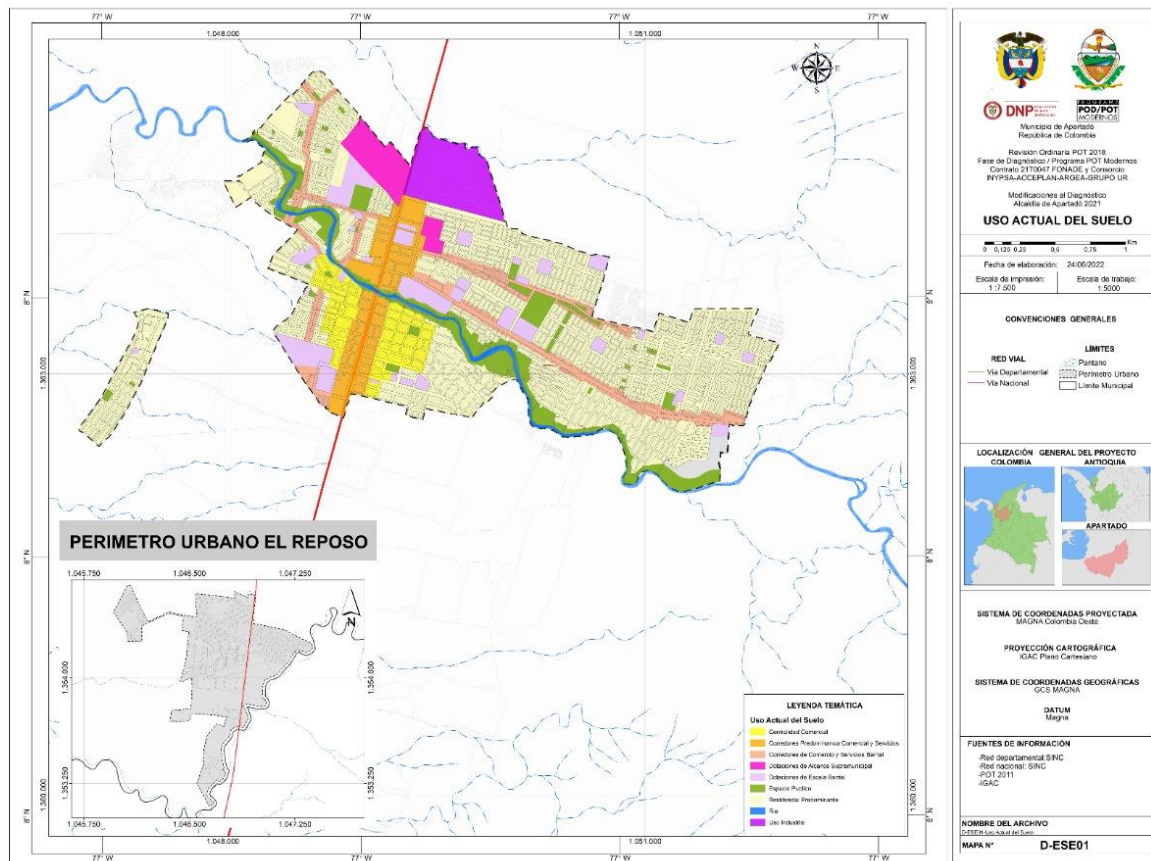 77° W
77° W
77° W
77° W
1.048.000
1.051.000
N
W
E
S
8° N
8° N
1.363.000
1.363.000
8° N
8° N
1.360.000
1.360.000
8° N
8° N
PERIMETRO URBANO EL REPOSO
1.045.750
1.046.500
1.047.250
N
1.354.000
1.354.000
1.353.250
1.353.250
1.045.750
1.046.500
1.047.250
LEYENDA TEMÁTICA
Uso Actual del Suelo
Centralidad Comercial
Corredores Predominancia Comercial y Servicios
Corredores de Comercio y Servicios Barrial
Dotaciones de Alcance Supramunicipal
Dotaciones de Escala Barrial
Espacio Publico
Residencial Predominante
Rio
Uso Industrial
1.048.000
1.051.000
77° W
77° W
77° W
77° W
DNP
PROGRAMA
POD/POT
MODERNOS
Municipio de Apartado
República de Colombia
Revisión Ordinaria POT 2018
Fase de Diagnóstico / Programa POT Modernos
Contrato 2170047 FONADE y Consorcio
INYPSA-ACCEPLAN-ARGEA-GRUPO UR
Modificaciones al Diagnóstico
Alcaldía de Apartadó 2021
USO ACTUAL DEL SUELO
0 0,125 0,25 0,5 0,75 1
Km
Fecha de elaboración: 24/06/2022
Escala de impresión:
1:7.500
Escala de trabajo:
1:5000
CONVENCIONES GENERALES
RED VIAL
Vía Departamental
Vía Nacional
LÍMITES
Pantano
Perímetro Urbano
Límite Municipal
LOCALIZACIÓN GENERAL DEL PROYECTO
COLOMBIA
ANTIOQUIA
APARTADO
SISTEMA DE COORDENADAS PROYECTADA
MAGNA Colombia Oeste
PROYECCIÓN CARTOGRÁFICA
IGAC Plano Cartesiano
SISTEMA DE COORDENADAS GEOGRÁFICAS
GCS MAGNA
DATUM
Magna
FUENTES DE INFORMACIÓN
-Red departamental:SINC
-Red nacional: SINC
-POT 2011
-IGAC
NOMBRE DEL ARCHIVO
D-ESE01-Uso Actual del Suelo
MAPA N° D-ESE01